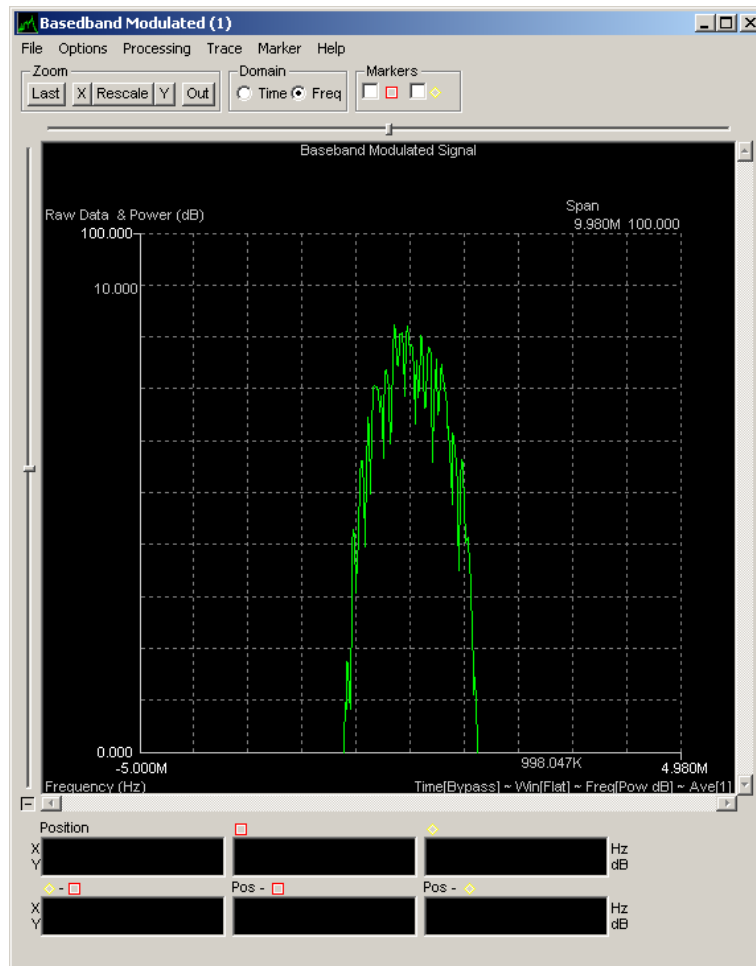 Basedband Modulated (1)
File Options Processing Trace Marker Help
Zoom Domain Markers
Last X Rescale Y Out Time Freq
Baseband Modulated Signal
Span
Raw Data & Power (dB) 9.980M 100.000
100.000
10.000
0.000
-5.000M 998.047K 4.980M
Frequency (Hz) Time[Bypass] ~ Win[Flat] ~ Freq[Pow dB] ~ Ave[1]
Position
X Hz
Y dB
- Pos - Pos -
X Hz
Y dB